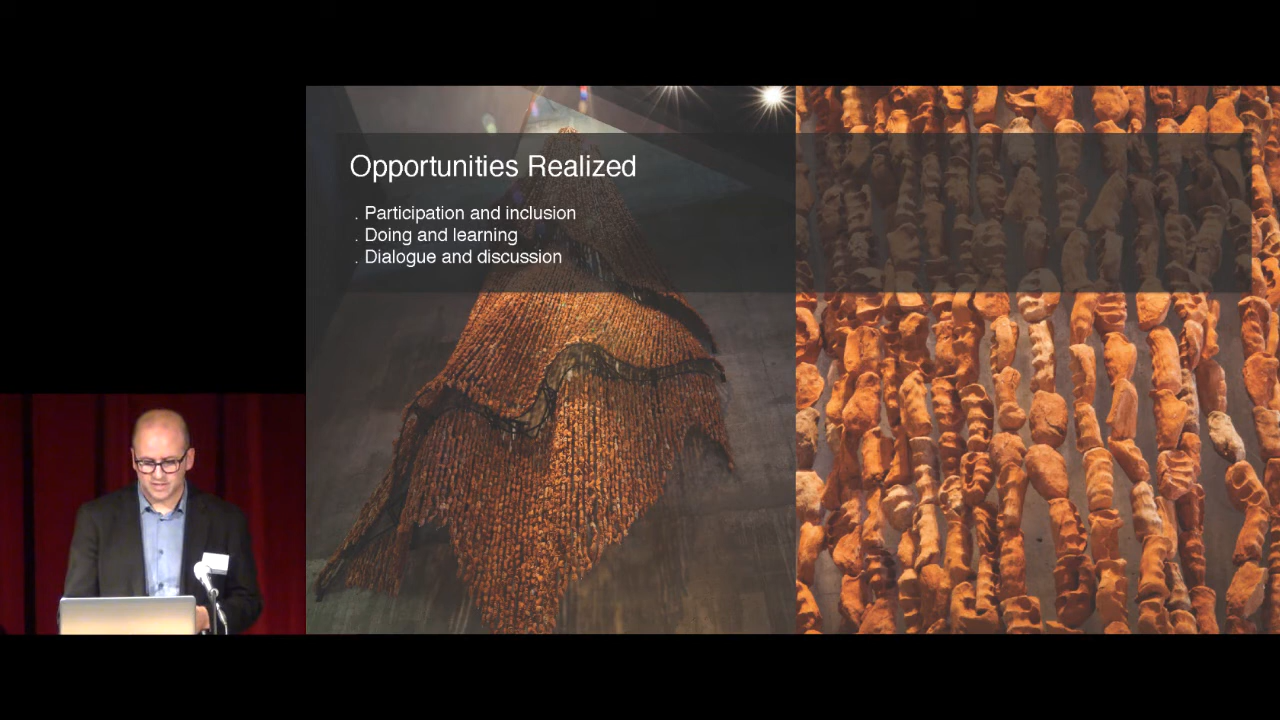 Opportunities Realized
. Participation and inclusion
. Doing and learning
. Dialogue and discussion